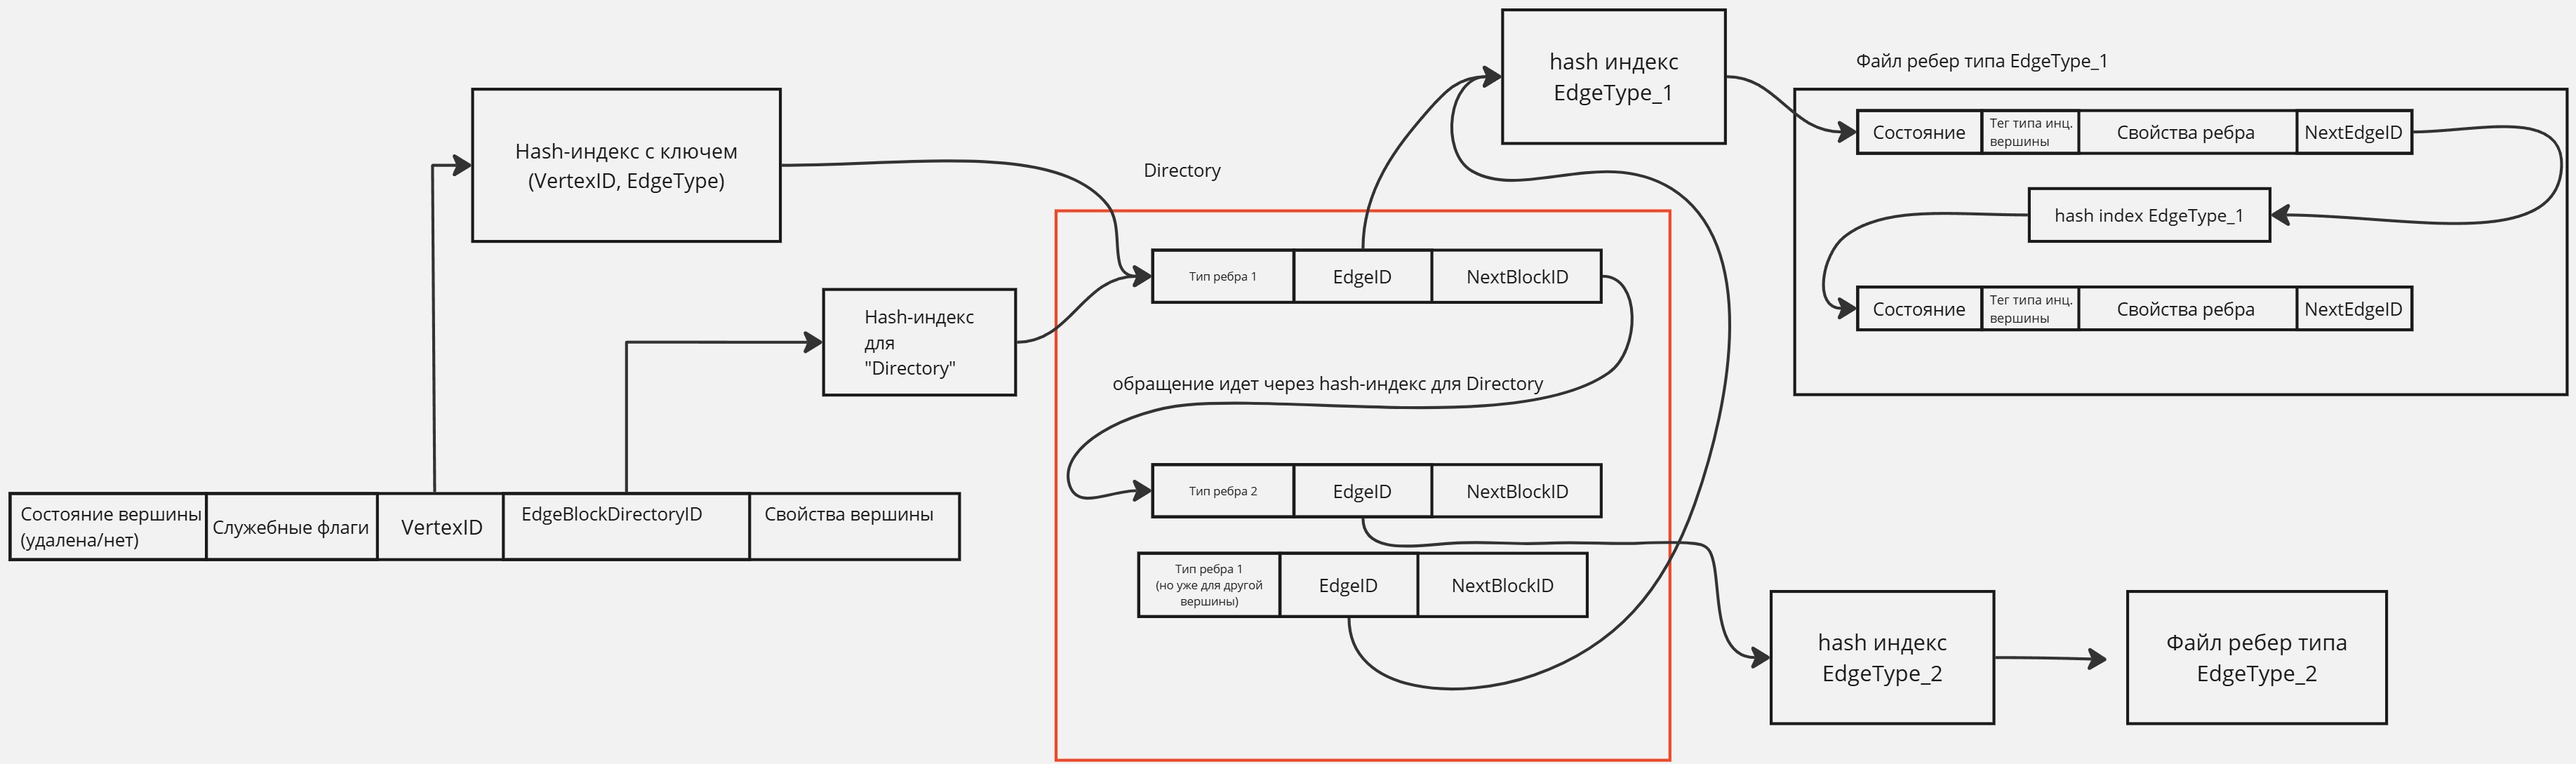 hash индекс
EdgeType_1
Файл ребер типа EdgeType_1
Состояние
Тег типа инц.
вершины
Свойства ребра
NextEdgeID
hash index EdgeType_1
Состояние
Тег типа инц.
вершины
Свойства ребра
NextEdgeID
Hash-индекс с ключем
(VertexID, EdgeType)
Directory
Тип ребра 1
EdgeID
NextBlockID
Hash-индекс
для
"Directory"
обращение идет через hash-индекс для Directory
Тип ребра 2
EdgeID
NextBlockID
Состояние вершины
(удалена/нет)
Служебные флаги
VertexID
EdgeBlockDirectoryID
Свойства вершины
Тип ребра 1
(но уже для другой
вершины)
EdgeID
NextBlockID
hash индекс
EdgeType_2
Файл ребер типа
EdgeType_2